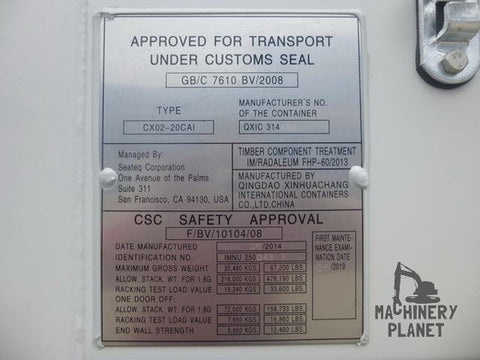 APPROVED FOR TRANSPORT
UNDER CUSTOMS SEAL
GB/C 7610 BV/2008
TYPE
MANUFACTURER'S NO.
OF THE CONTAINER
CX02-20CAI
QXIC 314
Managed By:
Seateq Corporation
One Avenue of the Palms
Suite 311
San Francisco, CA 94130, USA
TIMBER COMPONENT TREATMENT
IM/RADALEUM FHP-60/2013
MANUFACTURED BY
QINGDAO XINHUACHANG
INTERNATIONAL CONTAINERS
CO.,LTD.CHINA
CSC SAFETY APPROVAL
F/BV/10104/08
DATE MANUFACTURED 05/2014
IDENTIFICATION NO. IMNU 250 043 7
MAXIMUM GROSS WEIGHT 30,480 KGS 67,200 LBS
ALLOW. STACK. WT FOR 1.8G 216,000 KGS 476,190 LBS
RACKING TEST LOAD VALUE 15,240 KGS 33,600 LBS
ONE DOOR OFF:
ALLOW. STACK. WT FOR 1.8G 72,000 KGS 158,733 LBS
RACKING TEST LOAD VALUE 7,650 KGS 16,860 LBS
END WALL STRENGTH 5,650 KGS 12,460 LBS
FIRST MAINTE-
NANCE EXAMI-
NATION DATE
05/2019
MACHINERY
PLANET